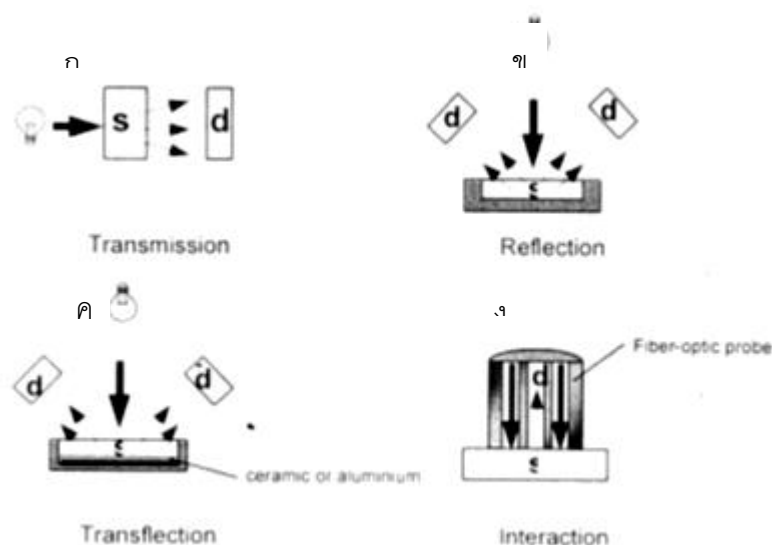 ก
s
d
Transmission
ข
d
d
s
Reflection
ค
d
d
s
ceramic or aluminium
Transflection
ง
Fiber-optic probe
d
s
Interaction